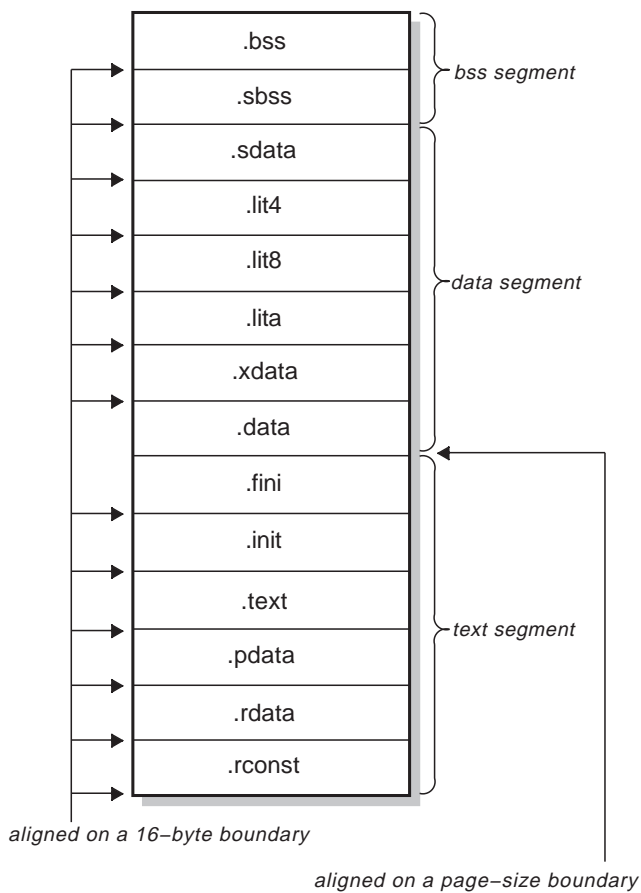 .bss
bss segment
.sbss
.sdata
.lit4
.lit8
data segment
.lita
.xdata
.data
.fini
.init
.text
text segment
.pdata
.rdata
.rconst
aligned on a 16−byte boundary
aligned on a page−size boundary